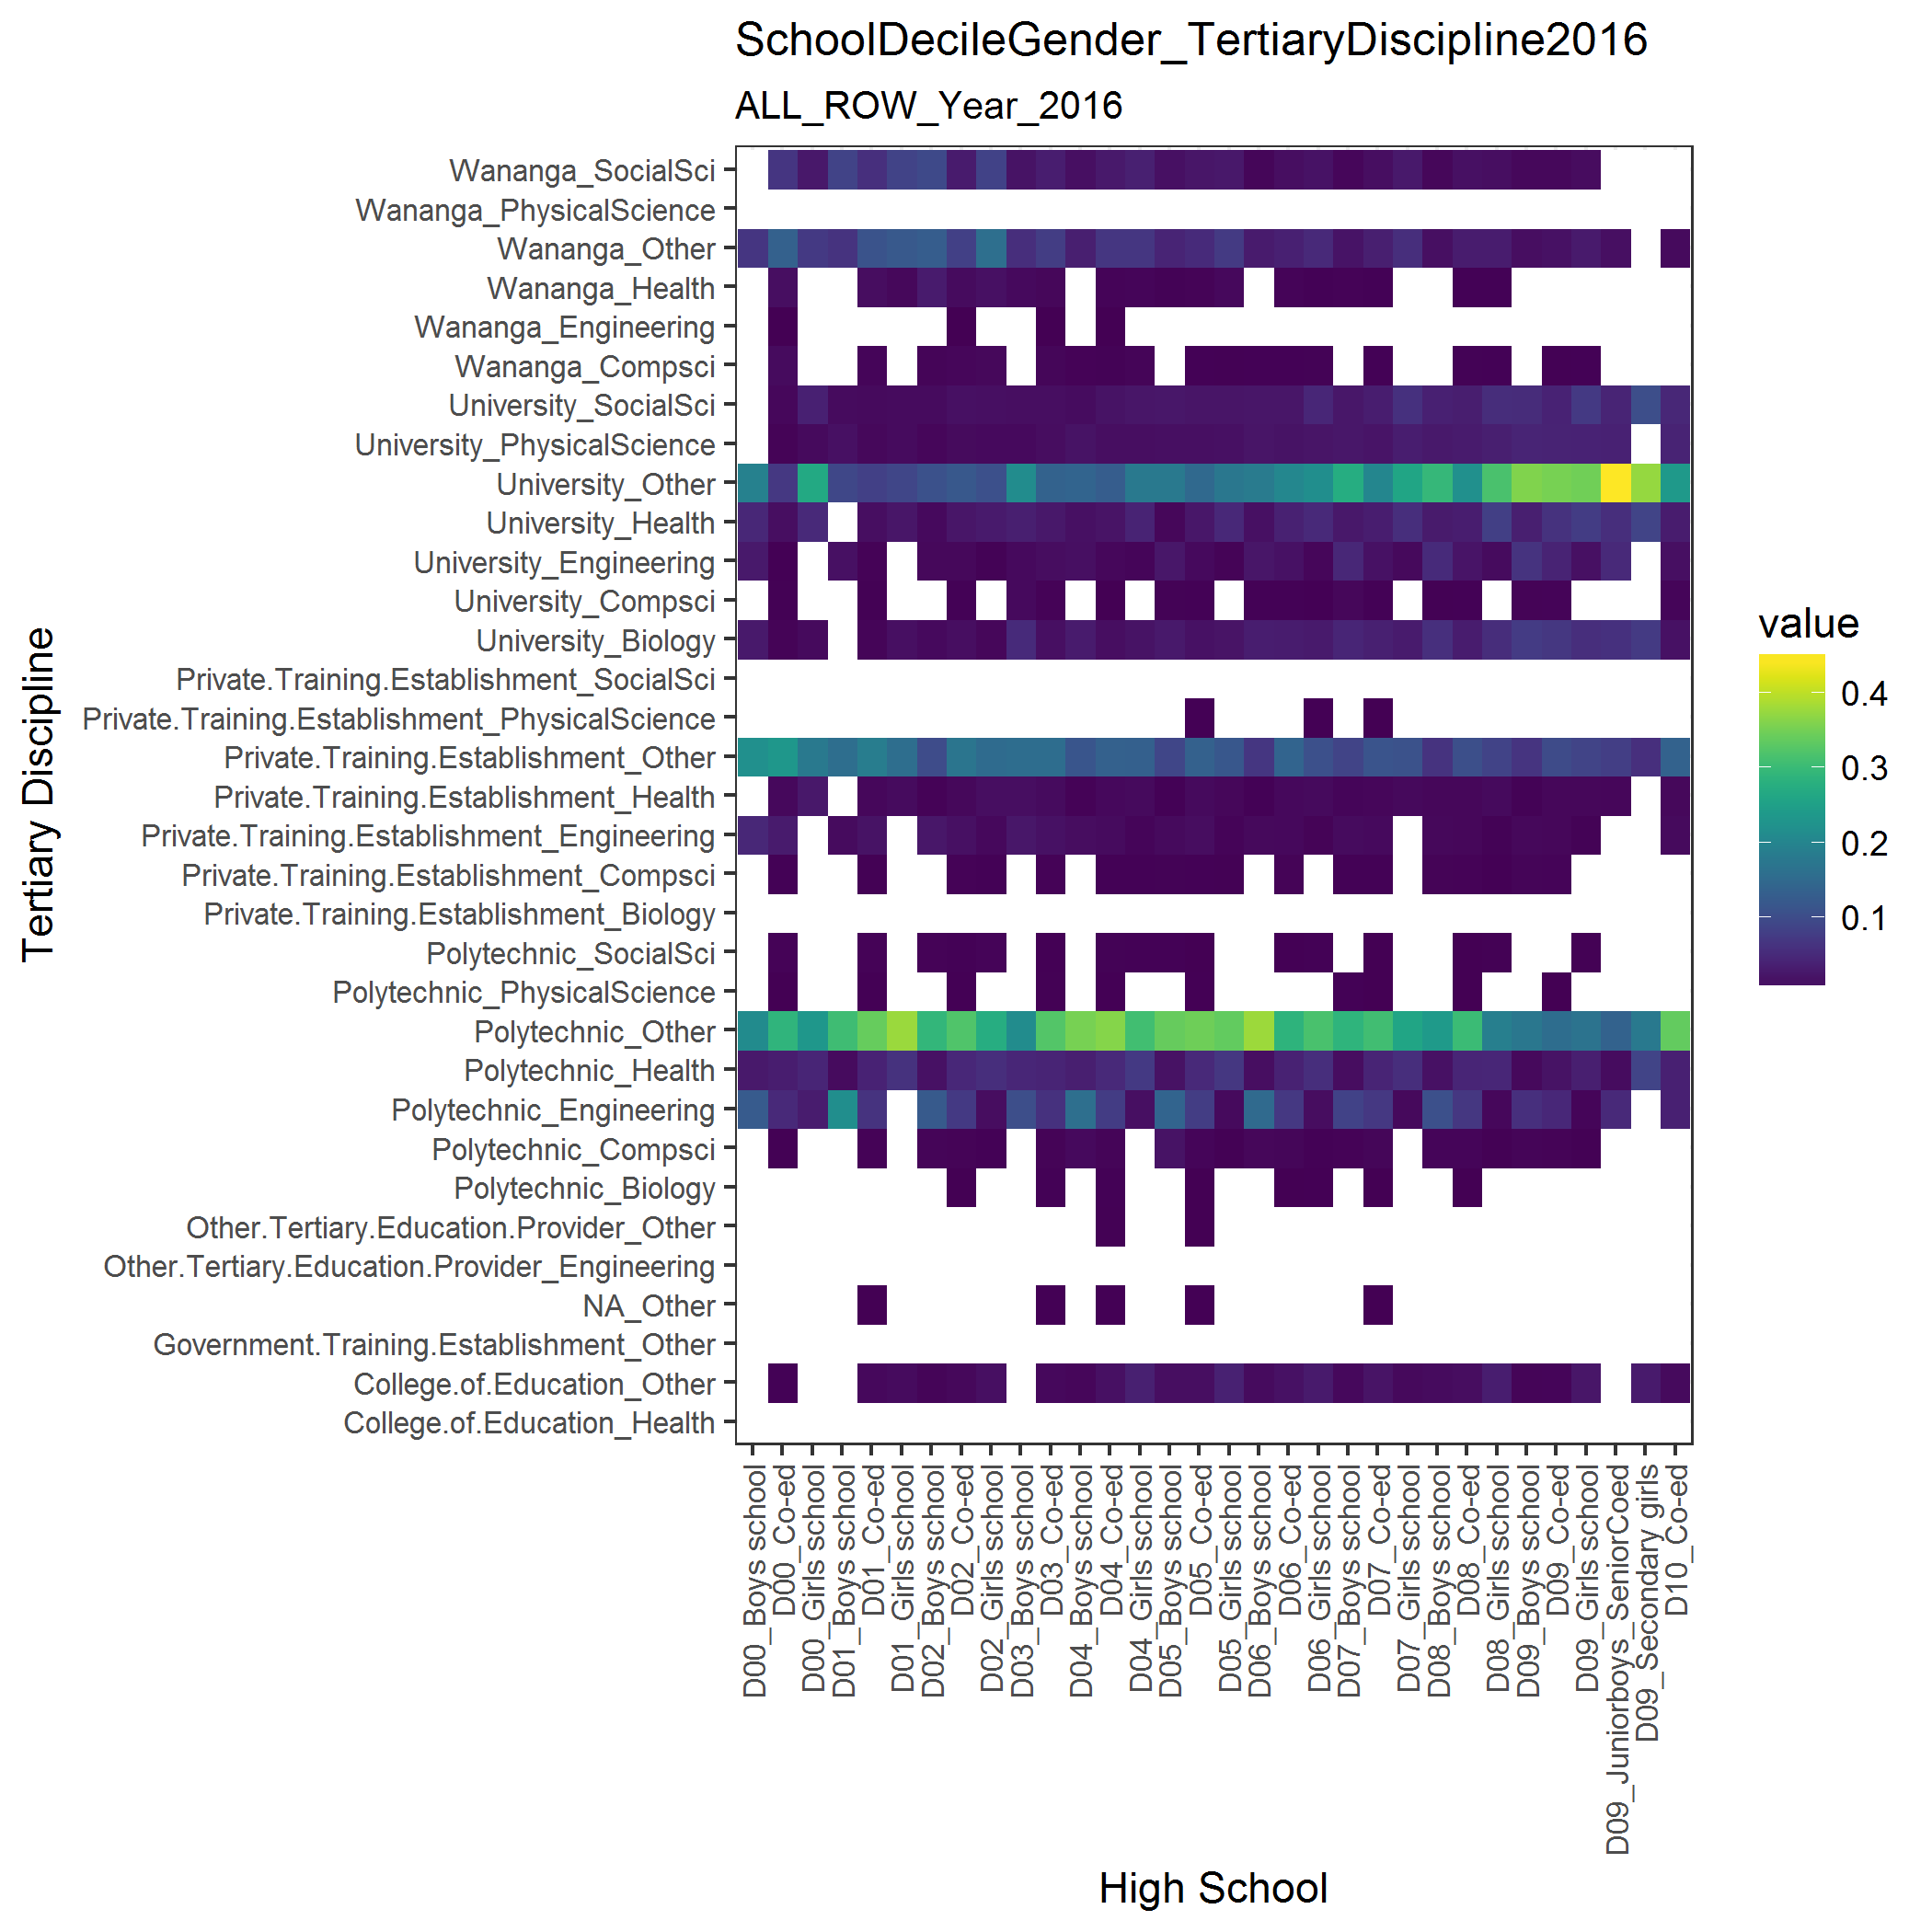 SchoolDecileGender_TertiaryDiscipline2016
ALL_ROW_Year_2016
Tertiary Discipline
Wananga_SocialSci
Wananga_PhysicalScience
Wananga_Other
Wananga_Health
Wananga_Engineering
Wananga_Compsci
University_SocialSci
University_PhysicalScience
University_Other
University_Health
University_Engineering
University_Compsci
University_Biology
Private.Training.Establishment_SocialSci
Private.Training.Establishment_PhysicalScience
Private.Training.Establishment_Other
Private.Training.Establishment_Health
Private.Training.Establishment_Engineering
Private.Training.Establishment_Compsci
Private.Training.Establishment_Biology
Polytechnic_SocialSci
Polytechnic_PhysicalScience
Polytechnic_Other
Polytechnic_Health
Polytechnic_Engineering
Polytechnic_Compsci
Polytechnic_Biology
Other.Tertiary.Education.Provider_Other
Other.Tertiary.Education.Provider_Engineering
NA_Other
Government.Training.Establishment_Other
College.of.Education_Other
College.of.Education_Health
D00_Boys school
D00_Co-ed
D00_Girls school
D01_Boys school
D01_Co-ed
D01_Girls school
D02_Boys school
D02_Co-ed
D02_Girls school
D03_Boys school
D03_Co-ed
D04_Boys school
D04_Co-ed
D04_Girls school
D05_Boys school
D05_Co-ed
D05_Girls school
D06_Boys school
D06_Co-ed
D06_Girls school
D07_Boys school
D07_Co-ed
D07_Girls school
D08_Boys school
D08_Co-ed
D08_Girls school
D09_Boys school
D09_Co-ed
D09_Girls school
D09_Juniorboys_SeniorCoed
D09_Secondary girls
D10_Co-ed
High School
value
0.4
0.3
0.2
0.1